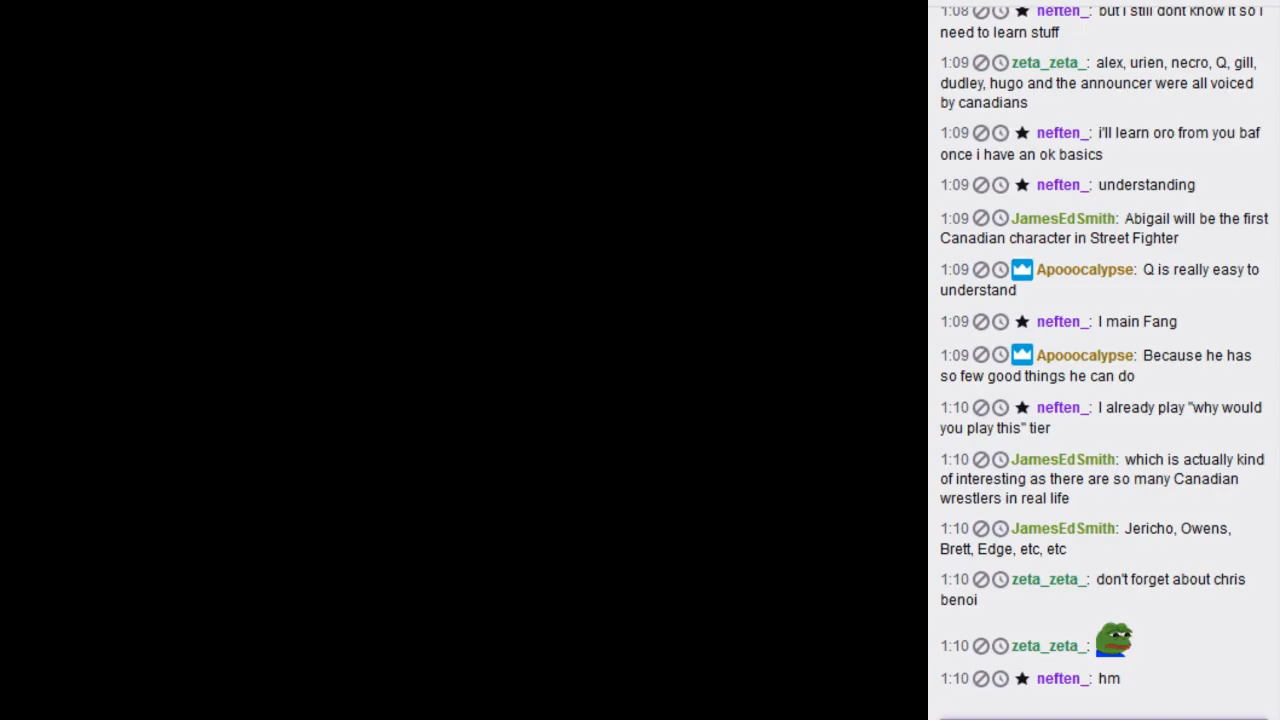 1:08 neften_: but i still dont know it so i
need to learn stuff
1:09 zeta_zeta_: alex, urien, necro, Q, gill,
dudley, hugo and the announcer were all voiced
by canadians
1:09 neften_: i'll learn oro from you baf
once i have an ok basics
1:09 neften_: understanding
1:09 JamesEdSmith: Abigail will be the first
Canadian character in Street Fighter
1:09 Apooocalypse: Q is really easy to
understand
1:09 neften_: I main Fang
1:09 Apooocalypse: Because he has
so few good things he can do
1:10 neften_: I already play "why would
you play this" tier
1:10 JamesEdSmith: which is actually kind
of interesting as there are so many Canadian
wrestlers in real life
1:10 JamesEdSmith: Jericho, Owens,
Brett, Edge, etc, etc
1:10 zeta_zeta_: don't forget about chris
benoi
1:10 zeta_zeta_:
1:10 neften_: hm